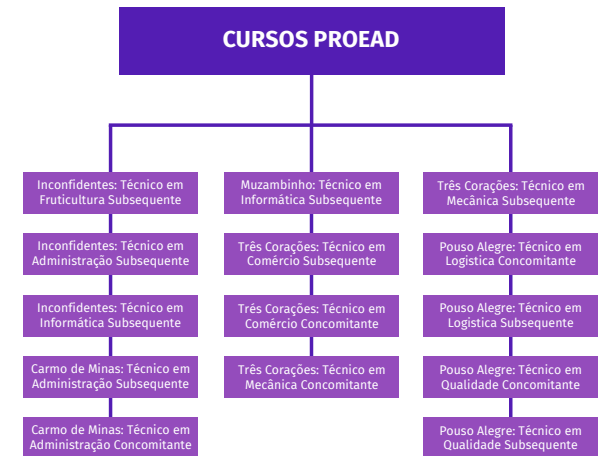 CURSOS PROEAD
Inconfidentes: Técnico em
Fruticultura Subsequente
Inconfidentes: Técnico em
Administração Subsequente
Inconfidentes: Técnico em
Informática Subsequente
Carmo de Minas: Técnico em
Administração Subsequente
Carmo de Minas: Técnico em
Administração Concomitante
Muzambinho: Técnico em
Informática Subsequente
Três Corações: Técnico em
Comércio Subsequente
Trés Corações: Técnico em
Comércio Concomitante
Três Corações: Técnico em
Mecânica Concomitante
Três Corações: Técnico em
Mecânica Subsequente
Pouso Alegre: Técnico em
Logistica Concomitante
Pouso Alegre: Técnico em
Logistica Subsequente
Pouso Alegre: Técnico em
Qualidade Concomitante
Pouso Alegre: Técnico em
Qualidade Subsequente